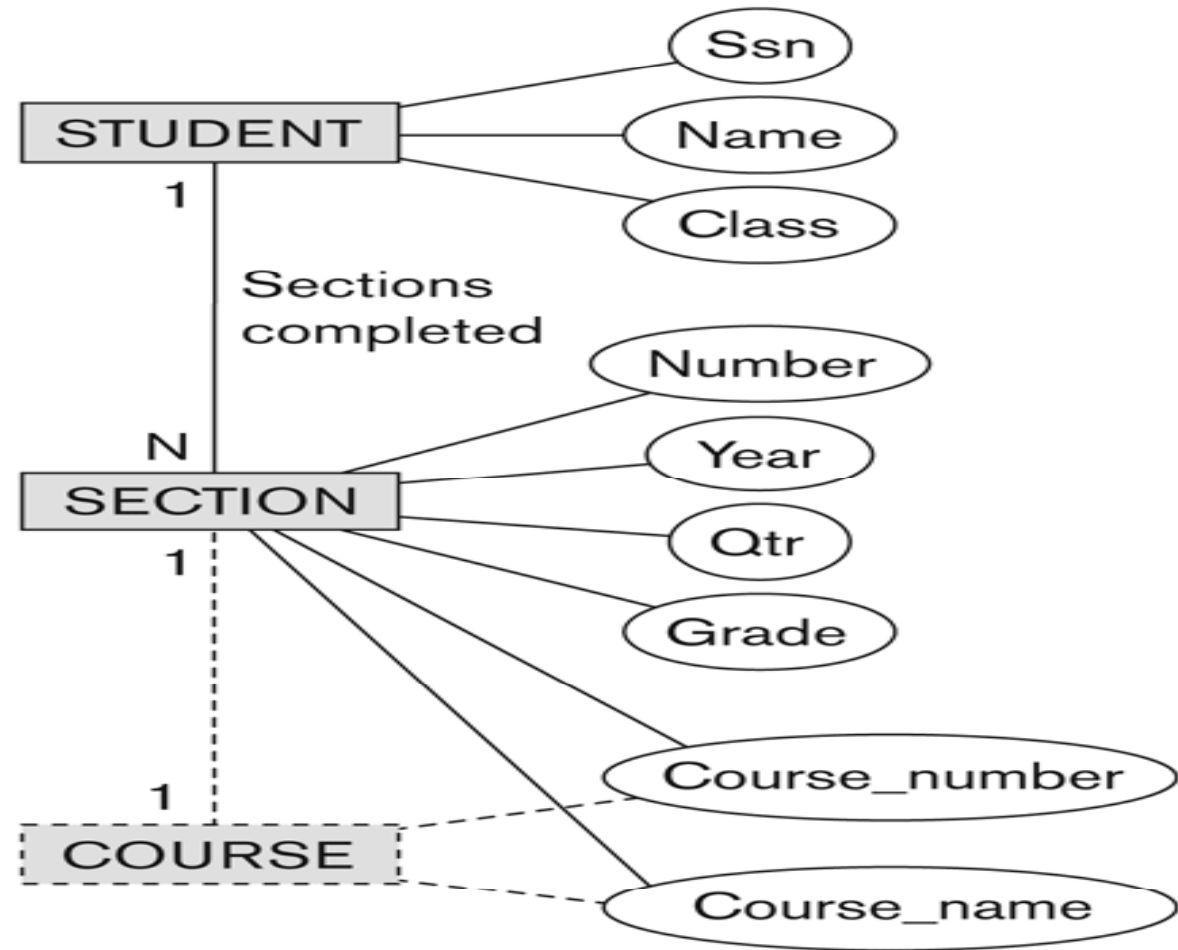 Ssn
STUDENT
Name
1
Class
Sections
completed
Number
N
Year
SECTION
Qtr
1
Grade
Course_number
1
COURSE
Course_name